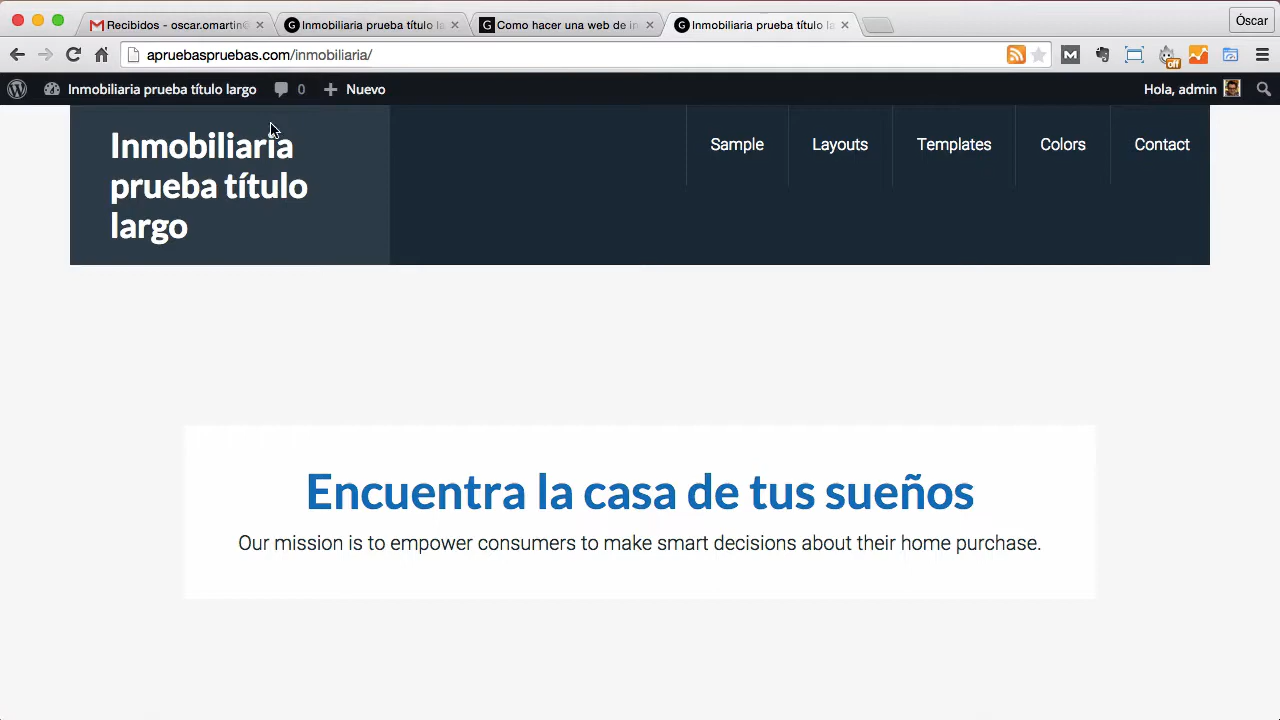 Recibidos - oscar.omartin@
Inmobiliaria prueba título la
Como hacer una web de in
Inmobiliaria prueba título la
Óscar
apruebaspruebas.com/inmobiliaria/
M
off
Inmobiliaria prueba título largo
0
Nuevo
Hola, admin
Inmobiliaria
prueba título
largo
Sample
Layouts
Templates
Colors
Contact
Encuentra la casa de tus sueños
Our mission is to empower consumers to make smart decisions about their home purchase.